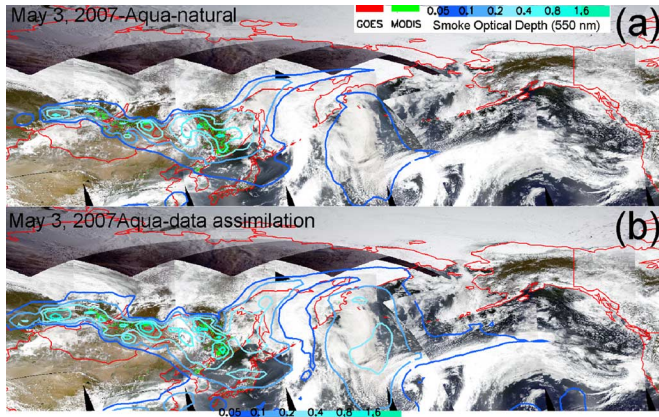 May 3, 2007-Aqua-natural
0.05 0.1 0.2 0.4 0.8 1.6
GOES MODIS Smoke Optical Depth (550 nm)
(a)
May 3, 2007Aqua-data assimilation
(b)
0.05 0.1 0.2 0.4 0.8 1.6